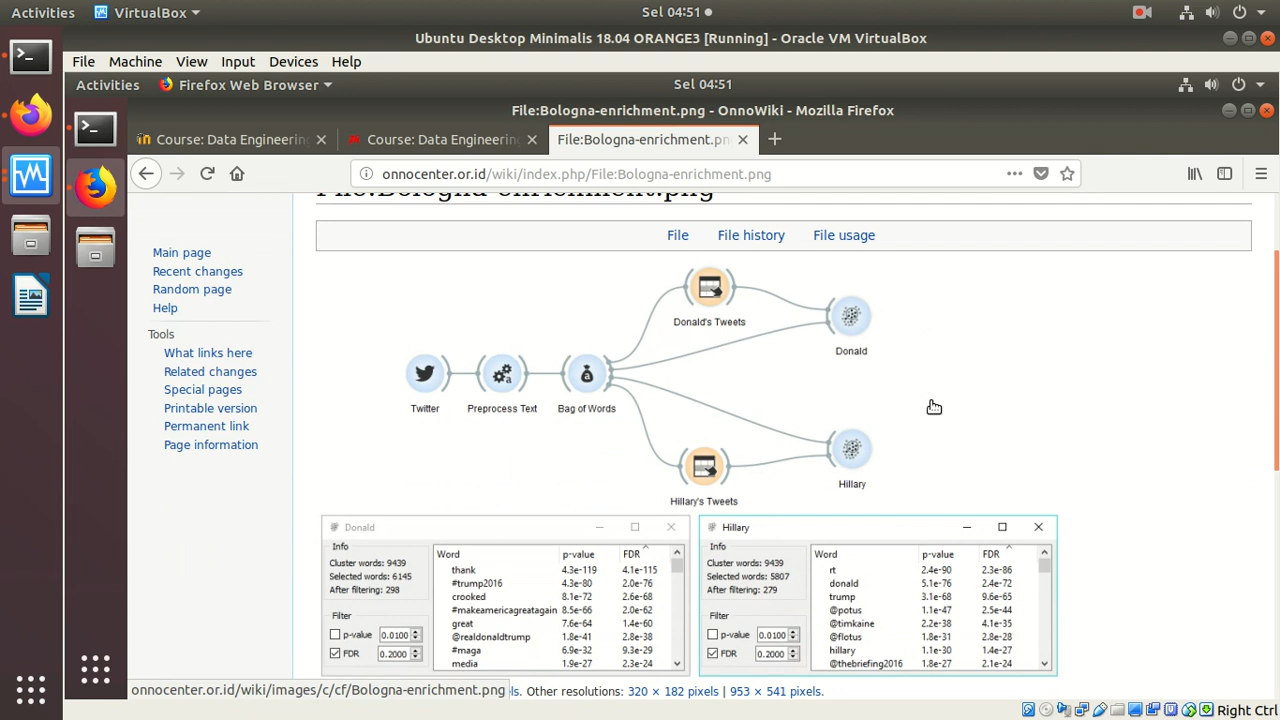 Activities VirtualBox Sel 04:51
Ubuntu Desktop Minimalis 18.04 ORANGE3 [Running] - Oracle VM VirtualBox
File Machine View Input Devices Help
Activities Firefox Web Browser Sel 04:51
File:Bologna-enrichment.png - OnnoWiki - Mozilla Firefox
Course: Data Engineering Course: Data Engineering File:Bologna-enrichment.pn
onnocenter.or.id/wiki/index.php/File:Bologna-enrichment.png
File:Bologna-enrichment.png
File File history File usage
Main page
Recent changes
Random page
Help
Tools
What links here
Related changes
Special pages
Printable version
Permanent link
Page information
Donald's Tweets
Donald
Twitter Preprocess Text Bag of Words
Hillary
Hillary's Tweets
Donald
Info
Cluster words: 9439
Selected words: 6145
After filtering: 298
Filter
p-value 0.0100
FDR 0.2000
Word p-value FDR
thank 4.3e-119 4.1e-115
#trump2016 4.3e-80 2.0e-76
crooked 8.1e-72 2.6e-68
#makeamericagreatagain 8.5e-66 2.0e-62
great 7.6e-64 1.4e-60
@realdonaldtrump 1.8e-41 2.8e-38
#maga 6.9e-32 9.3e-29
media 1.9e-27 2.3e-24
Hillary
Info
Cluster words: 9439
Selected words: 5807
After filtering: 279
Filter
p-value 0.0100
FDR 0.2000
Word p-value FDR
rt 2.4e-90 2.3e-86
donald 5.1e-76 2.4e-72
trump 3.1e-68 9.6e-65
@potus 1.1e-47 2.5e-44
@timkaine 2.2e-38 4.1e-35
@flotus 1.8e-31 2.8e-28
hillary 1.1e-30 1.4e-27
@thebriefing2016 1.8e-27 2.1e-24
onnocenter.or.id/wiki/images/c/cf/Bologna-enrichment.png
Other resolutions: 320 × 182 pixels | 953 × 541 pixels.
Right Ctrl